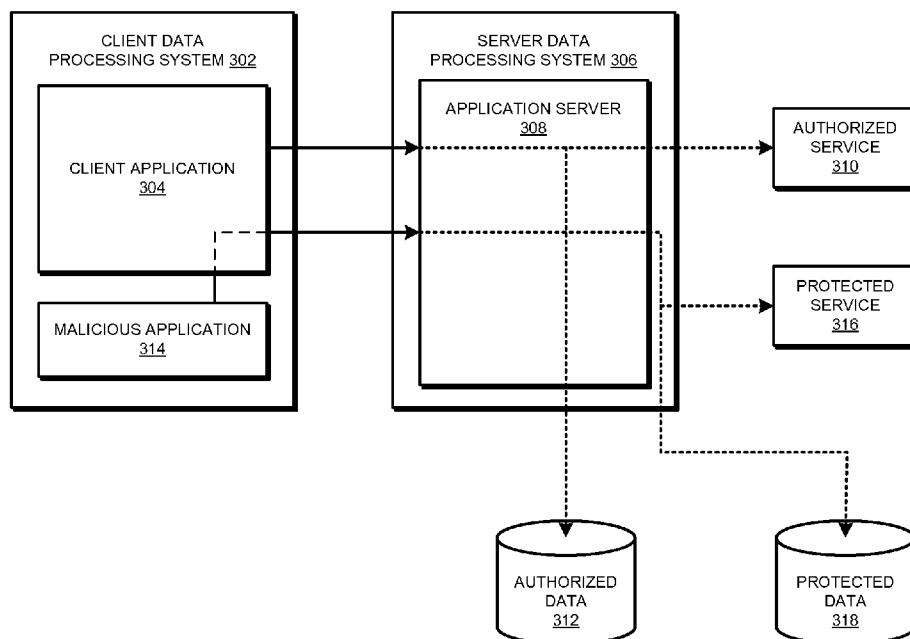 CLIENT DATA
PROCESSING SYSTEM 302
CLIENT APPLICATION
304
MALICIOUS APPLICATION
314
SERVER DATA
PROCESSING SYSTEM 306
APPLICATION SERVER
308
AUTHORIZED
SERVICE
310
PROTECTED
SERVICE
316
AUTHORIZED
DATA
312
PROTECTED
DATA
318